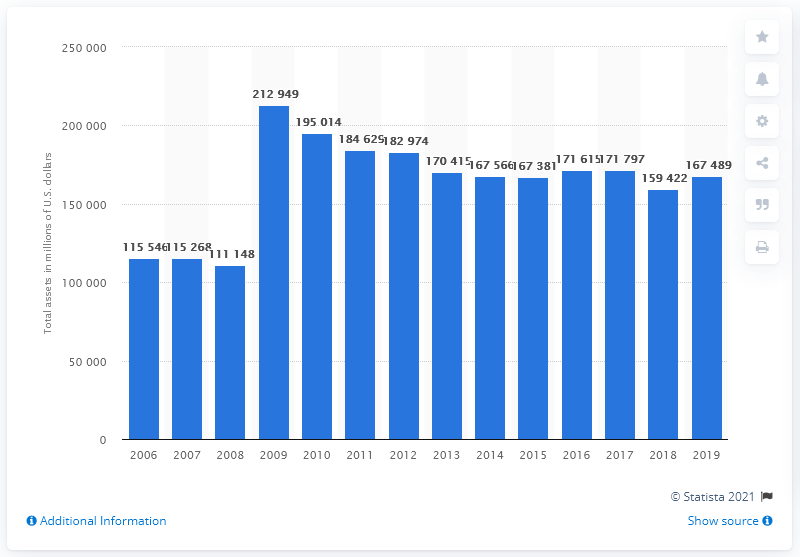 250 000
200 000
150 000
100 000
50 000
0
Total assets in millions of U.S. dollars
115 546 115 268 111 148 212 949 195 014 184 629 182 974 170 415 167 566 167 381 171 615 171 797 159 422 167 489
2006 2007 2008 2009 2010 2011 2012 2013 2014 2015 2016 2017 2018 2019
© Statista 2021
Additional Information
Show source